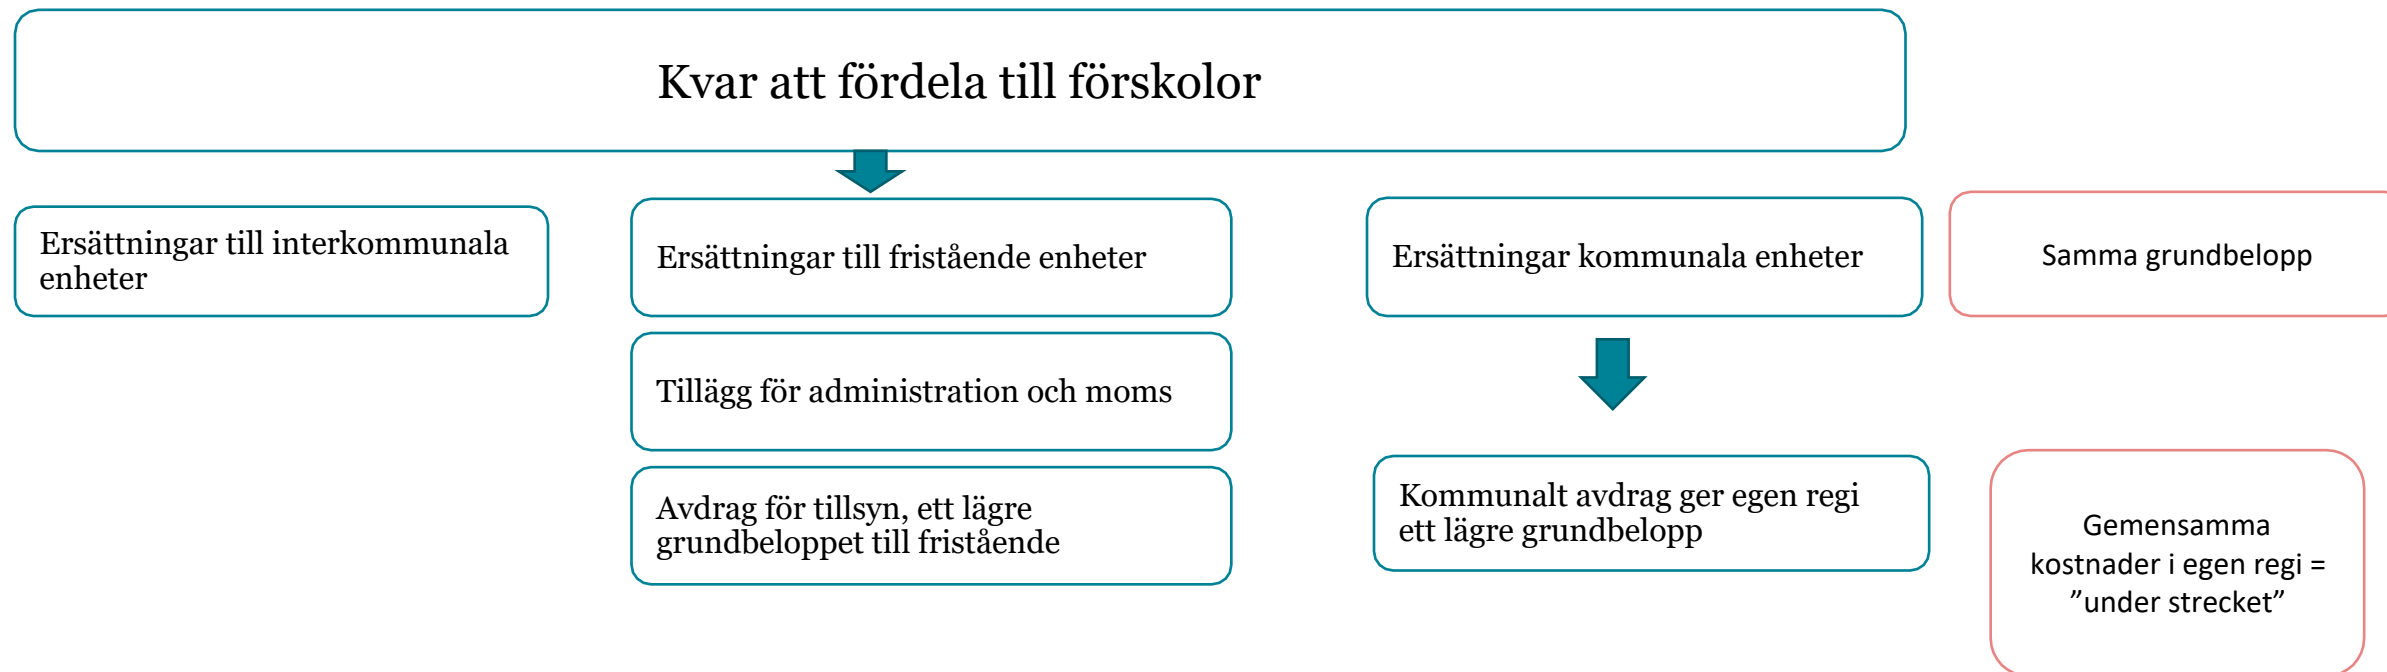 Kvar att fördela till förskolor
Ersättningar till interkommunala
enheter
Ersättningar till fristående enheter
Ersättningar kommunala enheter
Samma grundbelopp
Tillägg för administration och moms
Avdrag för tillsyn, ett lägre
grundbeloppet till fristående
Kommunalt avdrag ger egen regi
ett lägre grundbelopp
Gemensamma
kostnader i egen regi =
”under strecket”